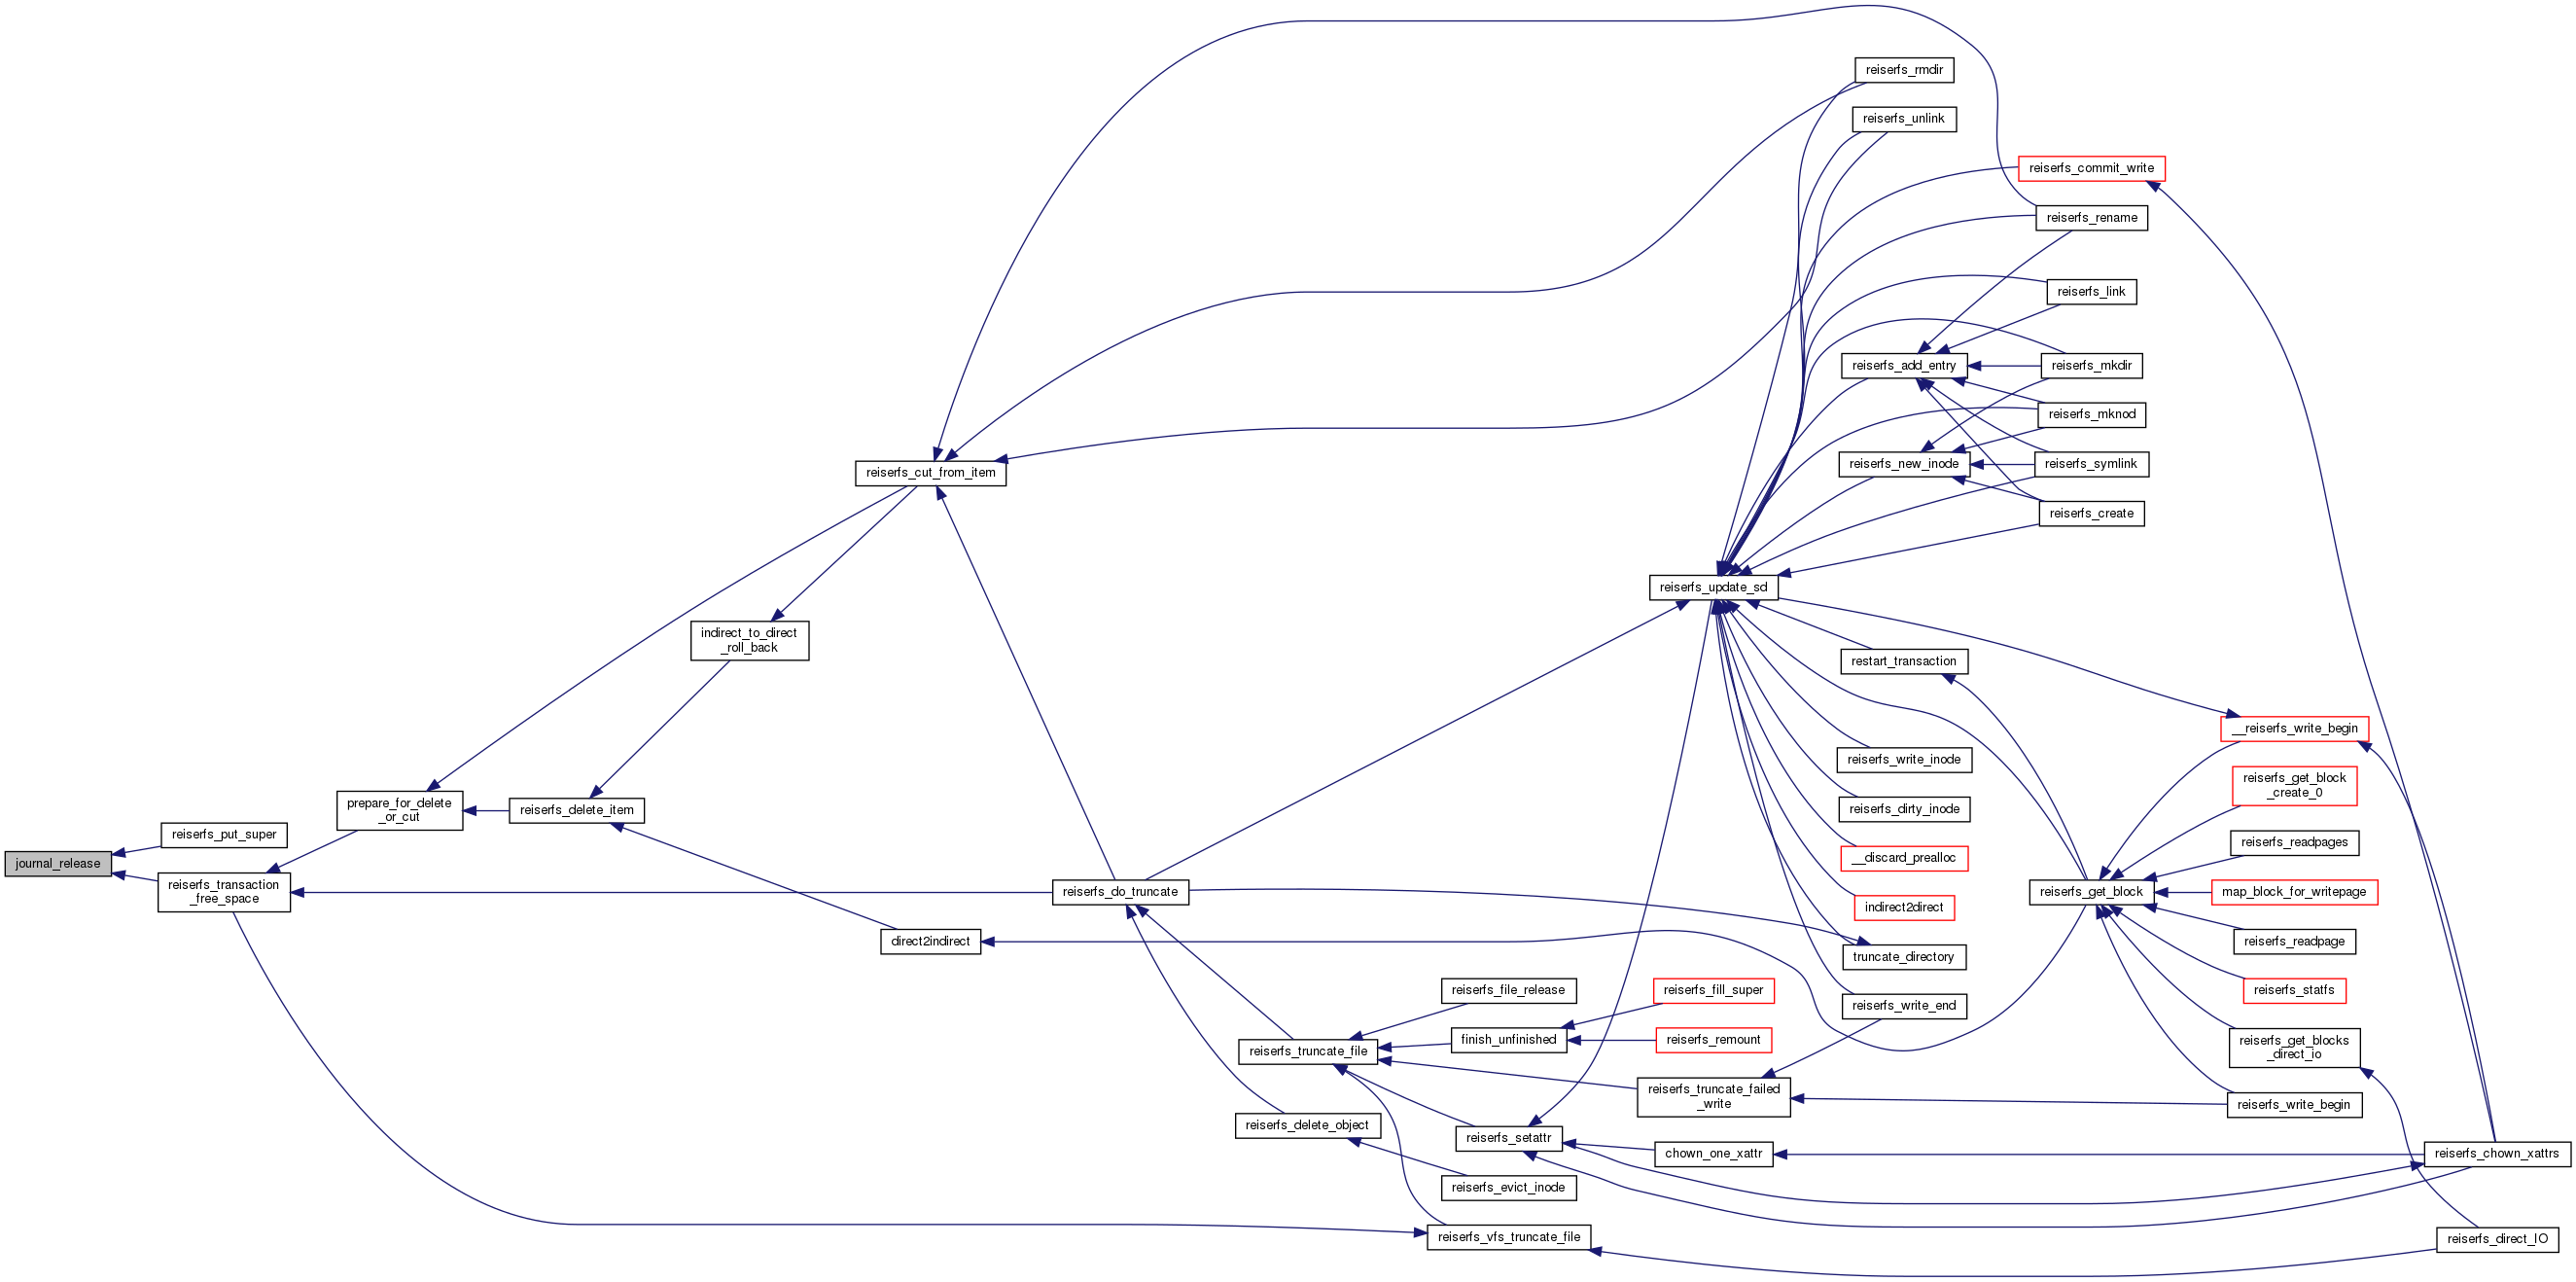 journal_release
reiserfs_put_super
reiserfs_transaction
_free_space
prepare_for_delete
_or_cut
reiserfs_delete_item
indirect_to_direct
_roll_back
direct2indirect
reiserfs_cut_from_item
reiserfs_do_truncate
reiserfs_truncate_file
reiserfs_delete_object
reiserfs_file_release
finish_unfinished
reiserfs_setattr
reiserfs_evict_inode
reiserfs_vfs_truncate_file
reiserfs_update_sd
reiserfs_fill_super
reiserfs_remount
reiserfs_truncate_failed
_write
chown_one_xattr
reiserfs_rmdir
reiserfs_unlink
reiserfs_add_entry
reiserfs_new_inode
restart_transaction
reiserfs_write_inode
reiserfs_dirty_inode
__discard_prealloc
indirect2direct
truncate_directory
reiserfs_write_end
reiserfs_commit_write
reiserfs_rename
reiserfs_link
reiserfs_mkdir
reiserfs_mknod
reiserfs_symlink
reiserfs_create
reiserfs_get_block
__reiserfs_write_begin
reiserfs_get_block
_create_0
reiserfs_readpages
map_block_for_writepage
reiserfs_readpage
reiserfs_statfs
reiserfs_get_blocks
_direct_io
reiserfs_write_begin
reiserfs_chown_xattrs
reiserfs_direct_IO